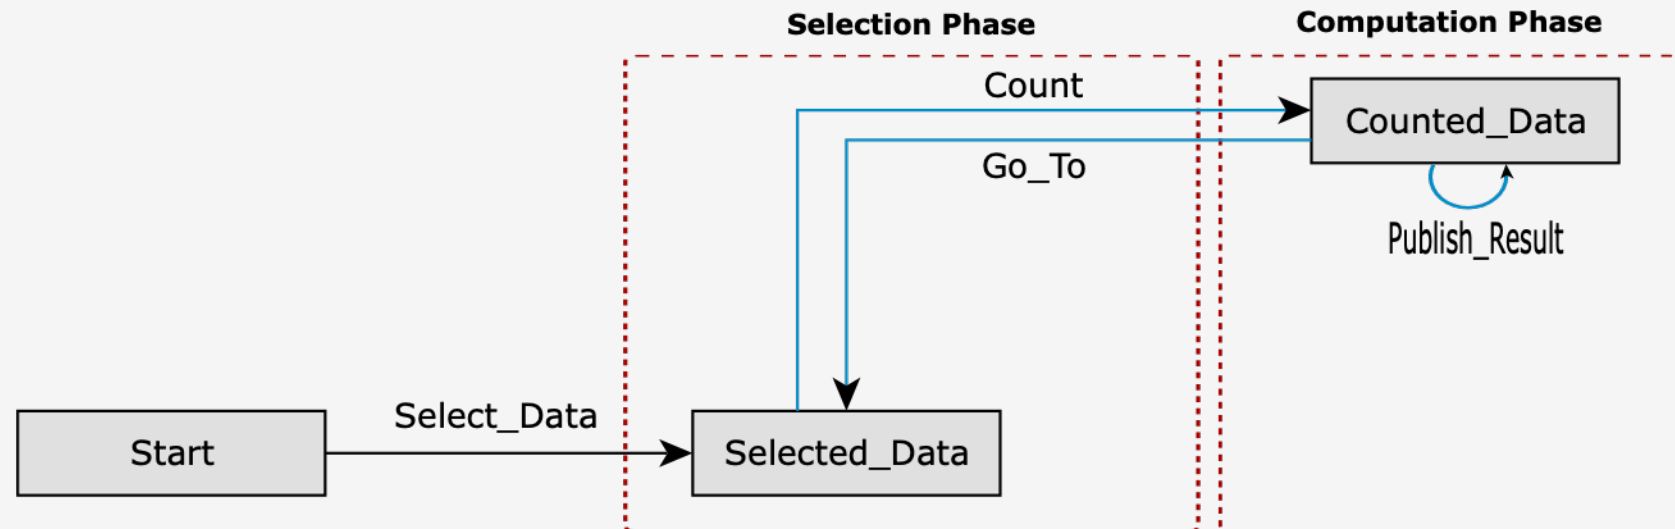 Selection Phase
Computation Phase
Count
Counted_Data
Go_To
Publish_Result
Select_Data
Start
Selected_Data